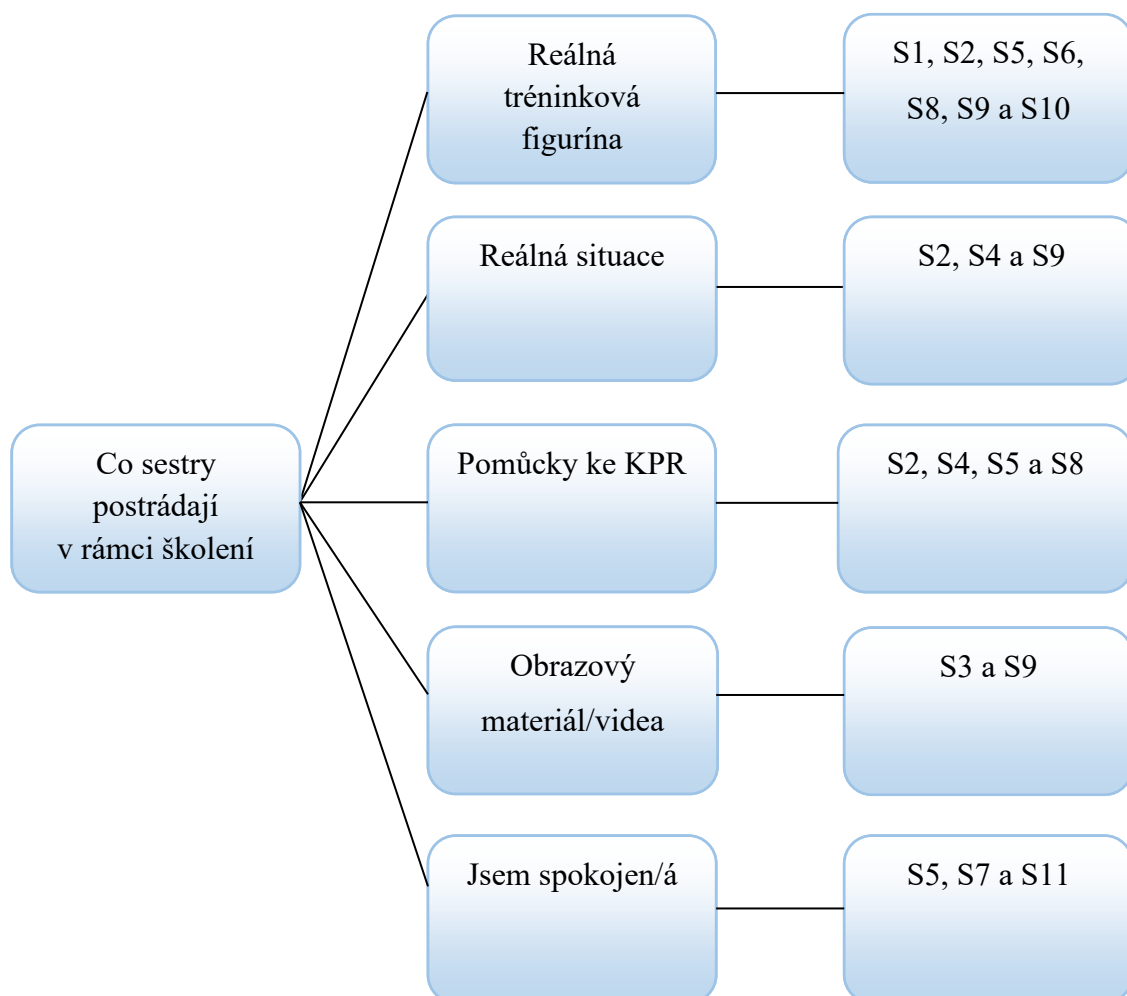 Reálná
tréninková
figurína
S1, S2, S5, S6,
S8, S9 a S10
Reálná situace
S2, S4 a S9
Co sestry
postrádají
v rámci školení
Pomůcky ke KPR
S2, S4, S5 a S8
Obrazový
materiál/videa
S3 a S9
Jsem spokojen/á
S5, S7 a S11